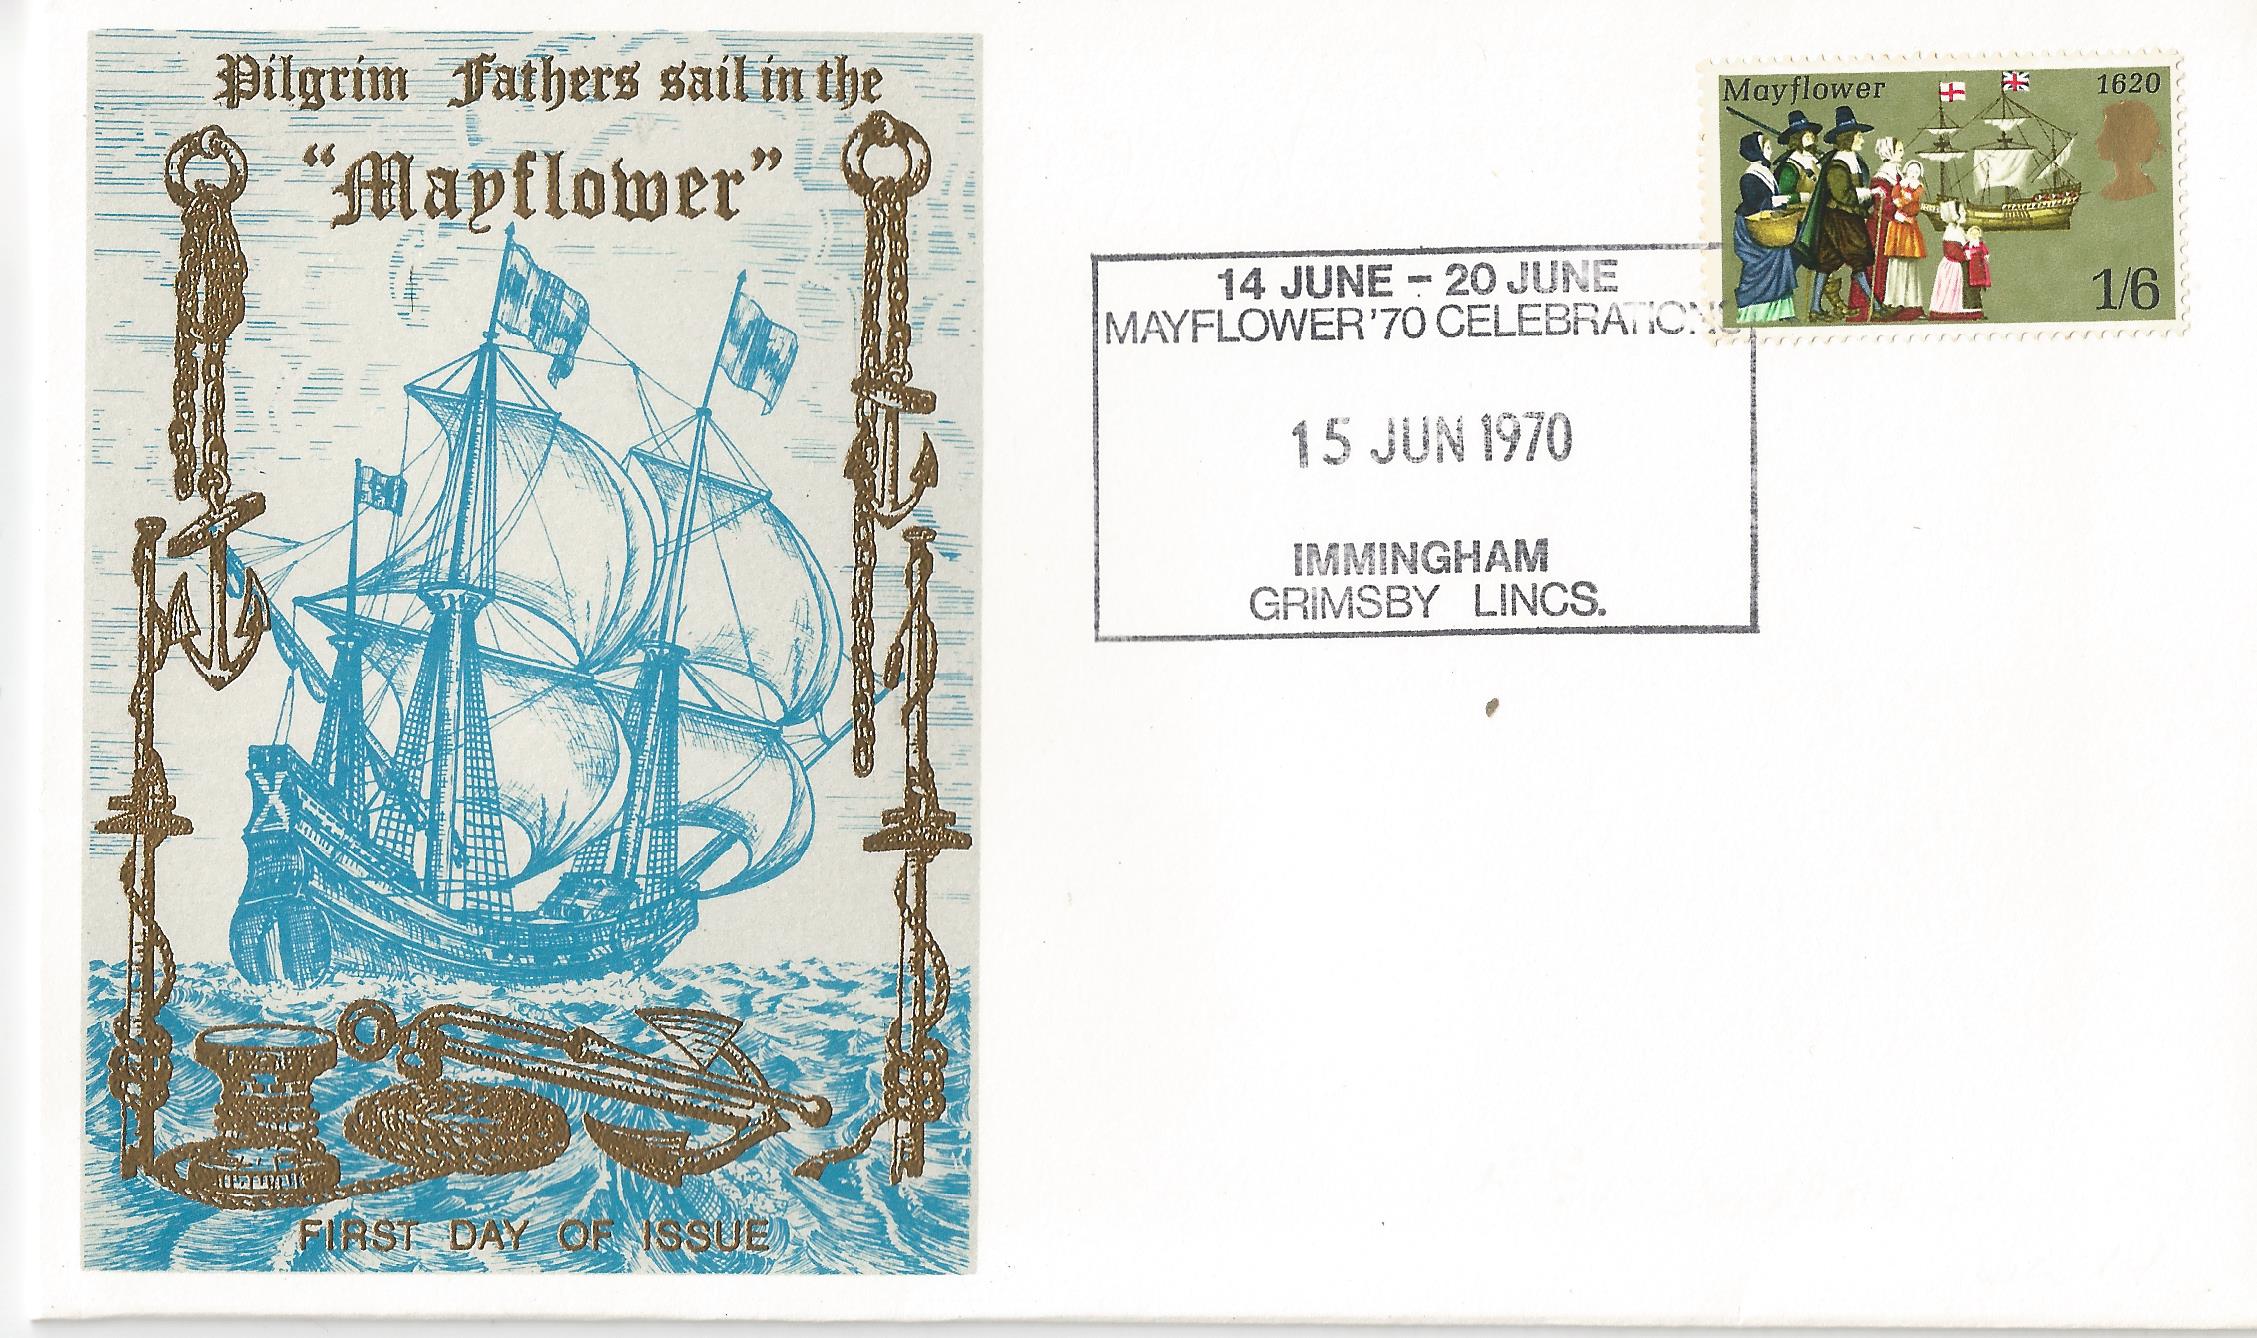 Pilgrim Fathers sail in the
"Mayflower"
FIRST DAY OF ISSUE
14 JUNE - 20 JUNE
MAYFLOWER '70 CELEBRATIONS
15 JUN 1970
IMMINGHAM
GRIMSBY LINCS.
Mayflower 1620
1/6